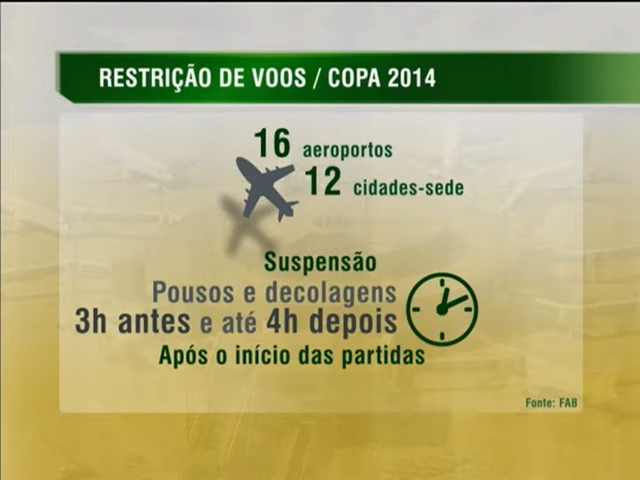 RESTRIÇÃO DE VOOS / COPA 2014
16 aeroportos
12 cidades-sede
Suspensão
Pousos e decolagens
3h antes e até 4h depois
Após o início das partidas
Fonte: FAB